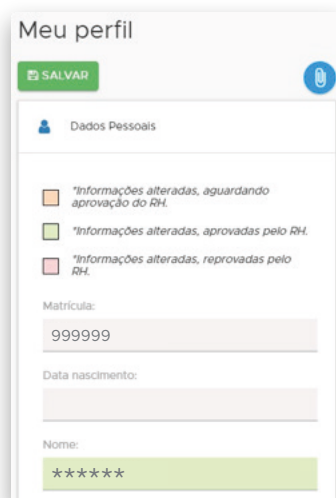 Meu perfil
SALVAR
Dados Pessoais
*Informações alteradas, aguardando
aprovação do RH.
*Informações alteradas, aprovadas pelo RH.
*Informações alteradas, reprovadas pelo
RH.
Matrícula:
999999
Data nascimento:
Nome:
******